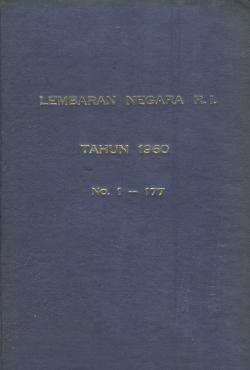 LEMBARAN NEGARA R.I.
TAHUN 1960
No. 1 - 177